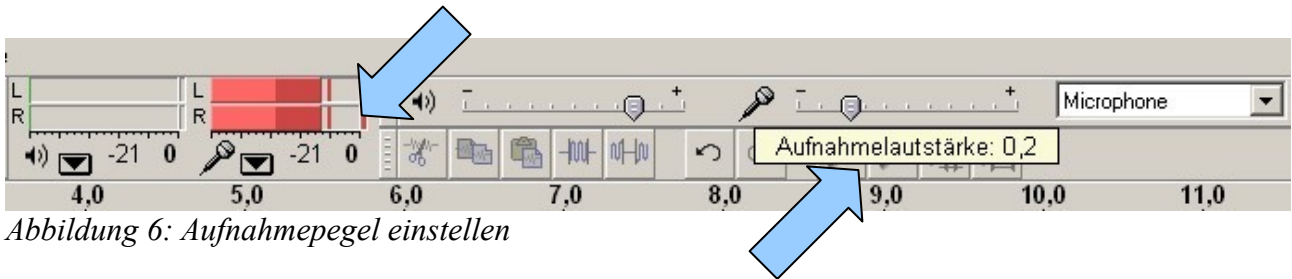 L L - + - + Microphone
R R
-21 0 -21 0 Aufnahmelautstärke: 0,2
4,0 5,0 6,0 7,0 8,0 9,0 10,0 11,0
Abbildung 6: Aufnahmepegel einstellen